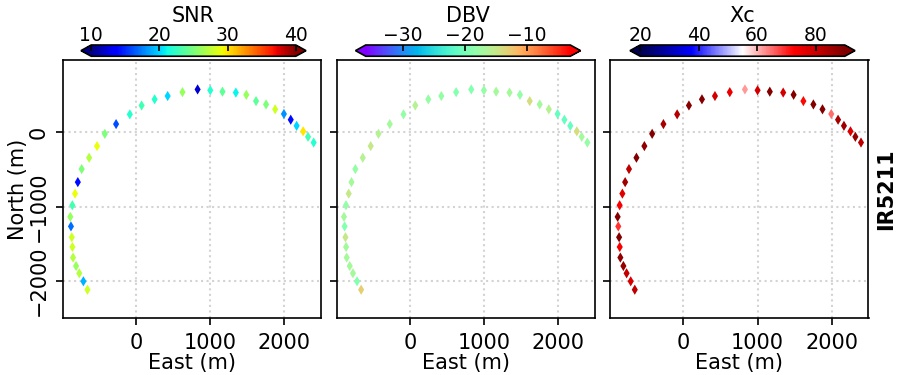 SNR DBV Xc
10 20 30 40 −30 −20 −10 20 40 60 80
North (m)
0
−1000
−2000
IR5211
0 1000 2000 0 1000 2000 0 1000 2000
East (m) East (m) East (m)